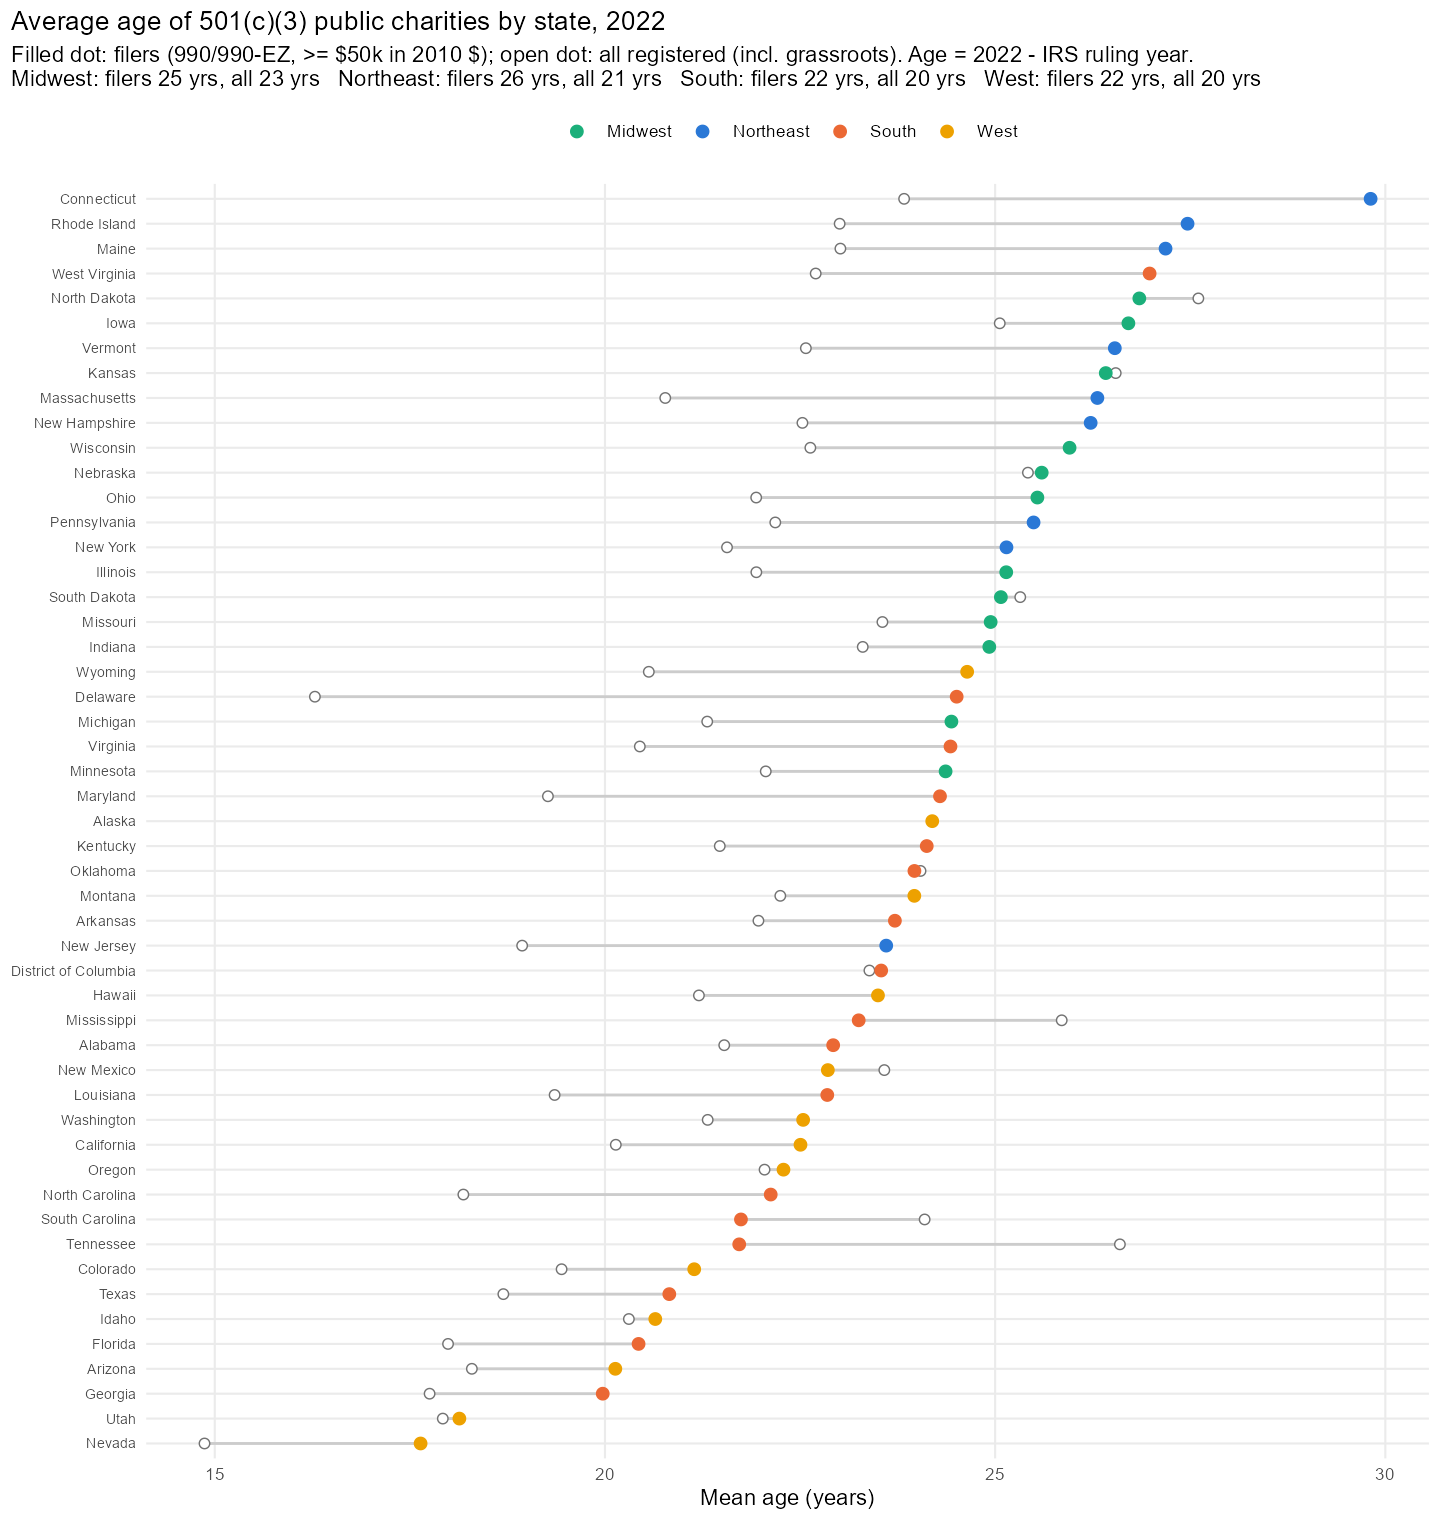 Average age of 501(c)(3) public charities by state, 2022
Filled dot: filers (990/990-EZ, >= $50k in 2010 $); open dot: all registered (incl. grassroots). Age = 2022 - IRS ruling year.
Midwest: filers 25 yrs, all 23 yrs   Northeast: filers 26 yrs, all 21 yrs   South: filers 22 yrs, all 20 yrs   West: filers 22 yrs, all 20 yrs
Midwest Northeast South West
Connecticut
Rhode Island
Maine
West Virginia
North Dakota
Iowa
Vermont
Kansas
Massachusetts
New Hampshire
Wisconsin
Nebraska
Ohio
Pennsylvania
New York
Illinois
South Dakota
Missouri
Indiana
Wyoming
Delaware
Michigan
Virginia
Minnesota
Maryland
Alaska
Kentucky
Oklahoma
Montana
Arkansas
New Jersey
District of Columbia
Hawaii
Mississippi
Alabama
New Mexico
Louisiana
Washington
California
Oregon
North Carolina
South Carolina
Tennessee
Colorado
Texas
Idaho
Florida
Arizona
Georgia
Utah
Nevada
15 20 25 30
Mean age (years)